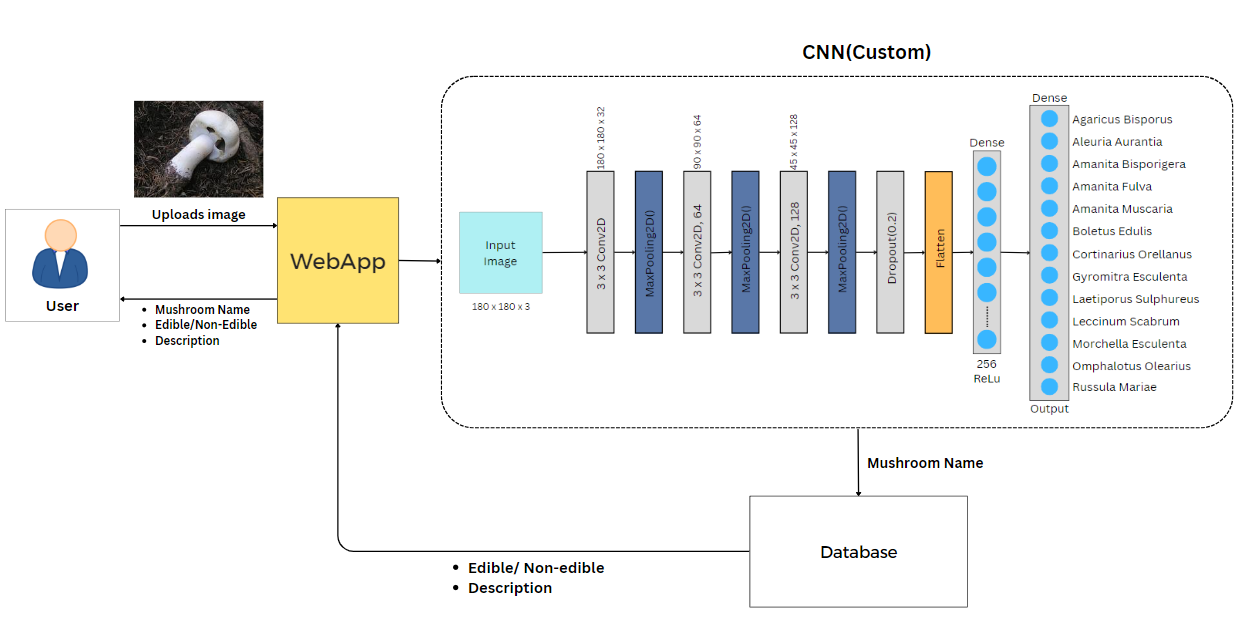 CNN(Custom)
Uploads image
User
WebApp
• Mushroom Name
• Edible/Non-Edible
• Description
Input
Image
180 x 180 x 3
180 x 180 x 32
3 x 3 Conv2D
MaxPooling2D()
90 x 90 x 64
3 x 3 Conv2D, 64
MaxPooling2D()
45 x 45 x 128
3 x 3 Conv2D, 128
MaxPooling2D()
Dropout(0.2)
Flatten
Dense
256
ReLu
Dense
Agaricus Bisporus
Aleuria Aurantia
Amanita Bisporigera
Amanita Fulva
Amanita Muscaria
Boletus Edulis
Cortinarius Orellanus
Gyromitra Esculenta
Laetiporus Sulphureus
Leccinum Scabrum
Morchella Esculenta
Omphalotus Olearius
Russula Mariae
Output
Mushroom Name
Database
• Edible/ Non-edible
• Description